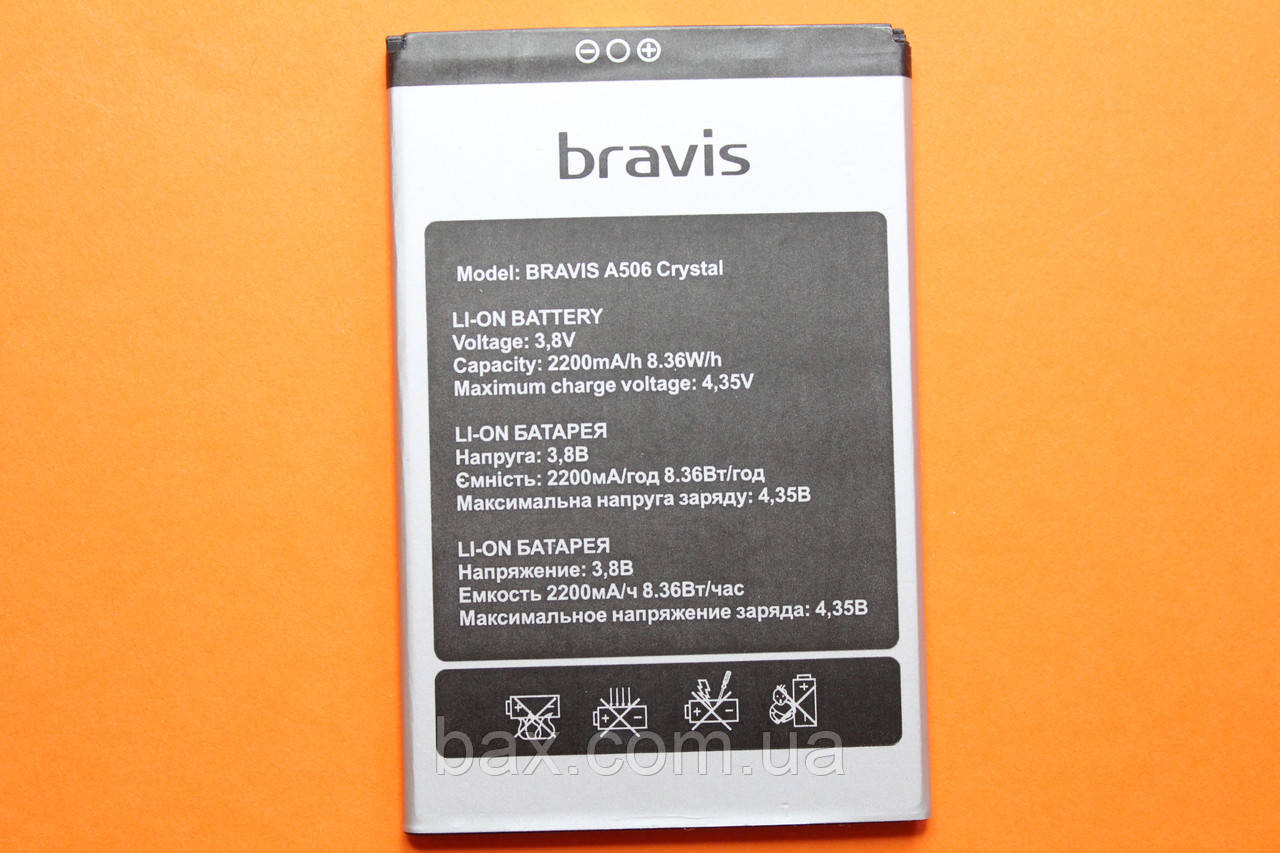 bravis
Model: BRAVIS A506 Crystal
LI-ON BATTERY
Voltage: 3,8V
Capacity: 2200mA/h 8.36W/h
Maximum charge voltage: 4,35V
LI-ON БАТАРЕЯ
Напруга: 3,8В
Ємність: 2200мА/год 8.36Вт/год
Максимальна напруга заряду: 4,35В
LI-ON БАТАРЕЯ
Напряжение: 3,8В
Емкость 2200мА/ч 8.36Вт/час
Максимальное напряжение заряда: 4,35В
bax.com.ua